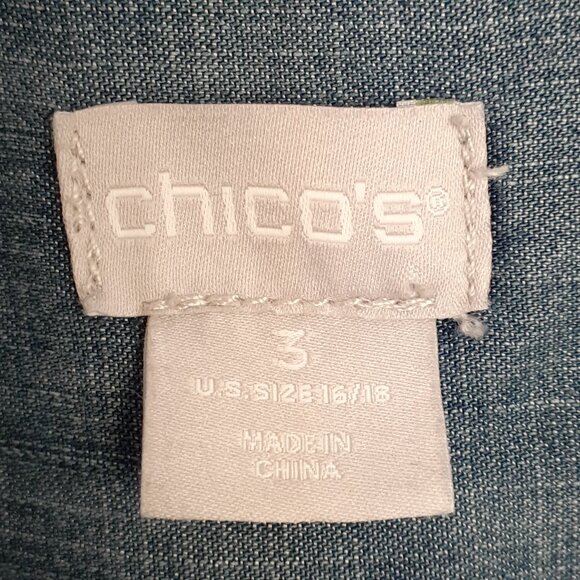 chico's®
3
U.S.SIZE 16/18
MADE IN
CHINA